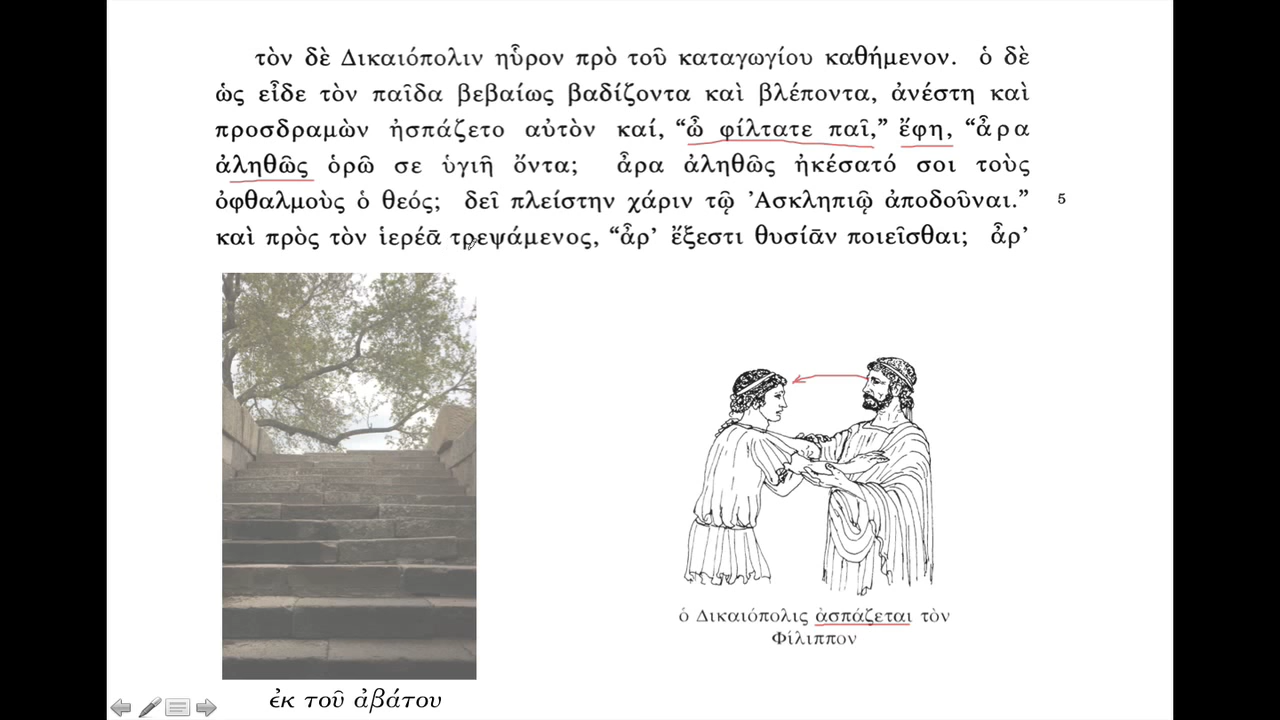 τὸν δὲ Δικαιόπολιν ηὗρον πρὸ τοῦ καταγωγίου καθήμενον. ὁ δὲ
ὡς εἶδε τὸν παῖδα βεβαίως βαδίζοντα καὶ βλέποντα, ἀνέστη καὶ
προσδραμὼν ἠσπάζετο αὐτὸν καί, “ὦ φίλτατε παῖ,” ἔφη, “ἆρα
ἀληθῶς ὁρῶ σε ὑγιῆ ὄντα; ἆρα ἀληθῶς ἠκέσατό σοι τοὺς
ὀφθαλμοὺς ὁ θεός; δεῖ πλείστην χάριν τῷ Ἀσκληπιῷ ἀποδοῦναι.” 5
καὶ πρὸς τὸν ἱερέᾱ τρεψάμενος, “ἆρ’ ἔξεστι θυσίᾱν ποιεῖσθαι; ἆρ’
ὁ Δικαιόπολις ἀσπάζεται τὸν
Φίλιππον
ἐκ τοῦ ἀβάτου